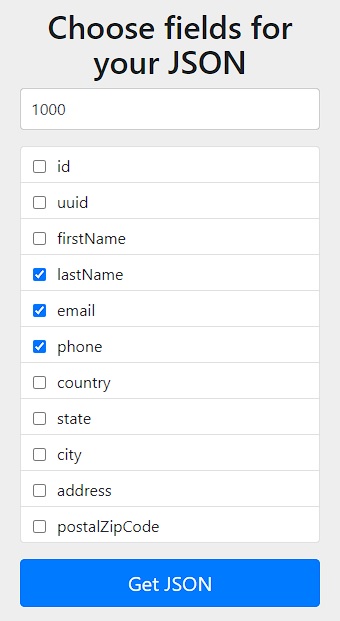 Choose fields for
your JSON
1000
id
uuid
firstName
lastName
email
phone
country
state
city
address
postalZipCode
Get JSON